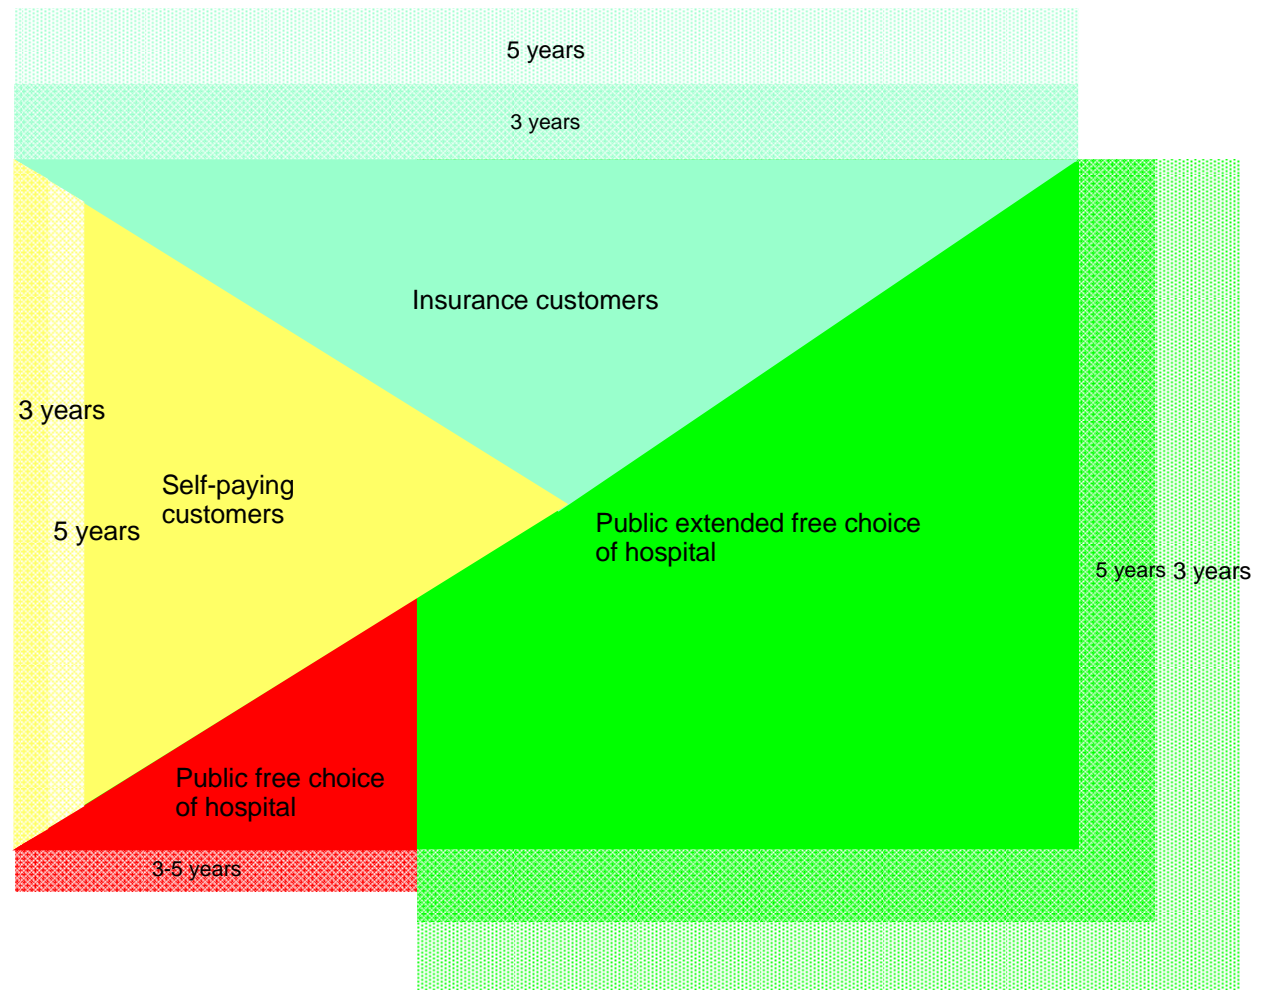 5 years
3 years
Insurance customers
3 years
Self-paying
customers
5 years
Public extended free choice
of hospital
5 years
3 years
Public free choice
of hospital
3-5 years